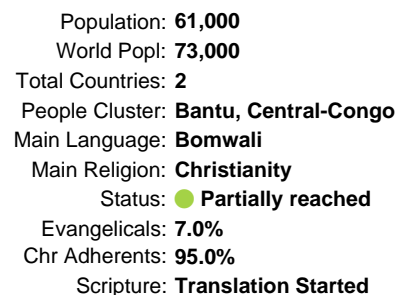 Population: 61,000
World Popl: 73,000
Total Countries: 2
People Cluster: Bantu, Central-Congo
Main Language: Bomwali
Main Religion: Christianity
Status: Partially reached
Evangelicals: 7.0%
Chr Adherents: 95.0%
Scripture: Translation Started